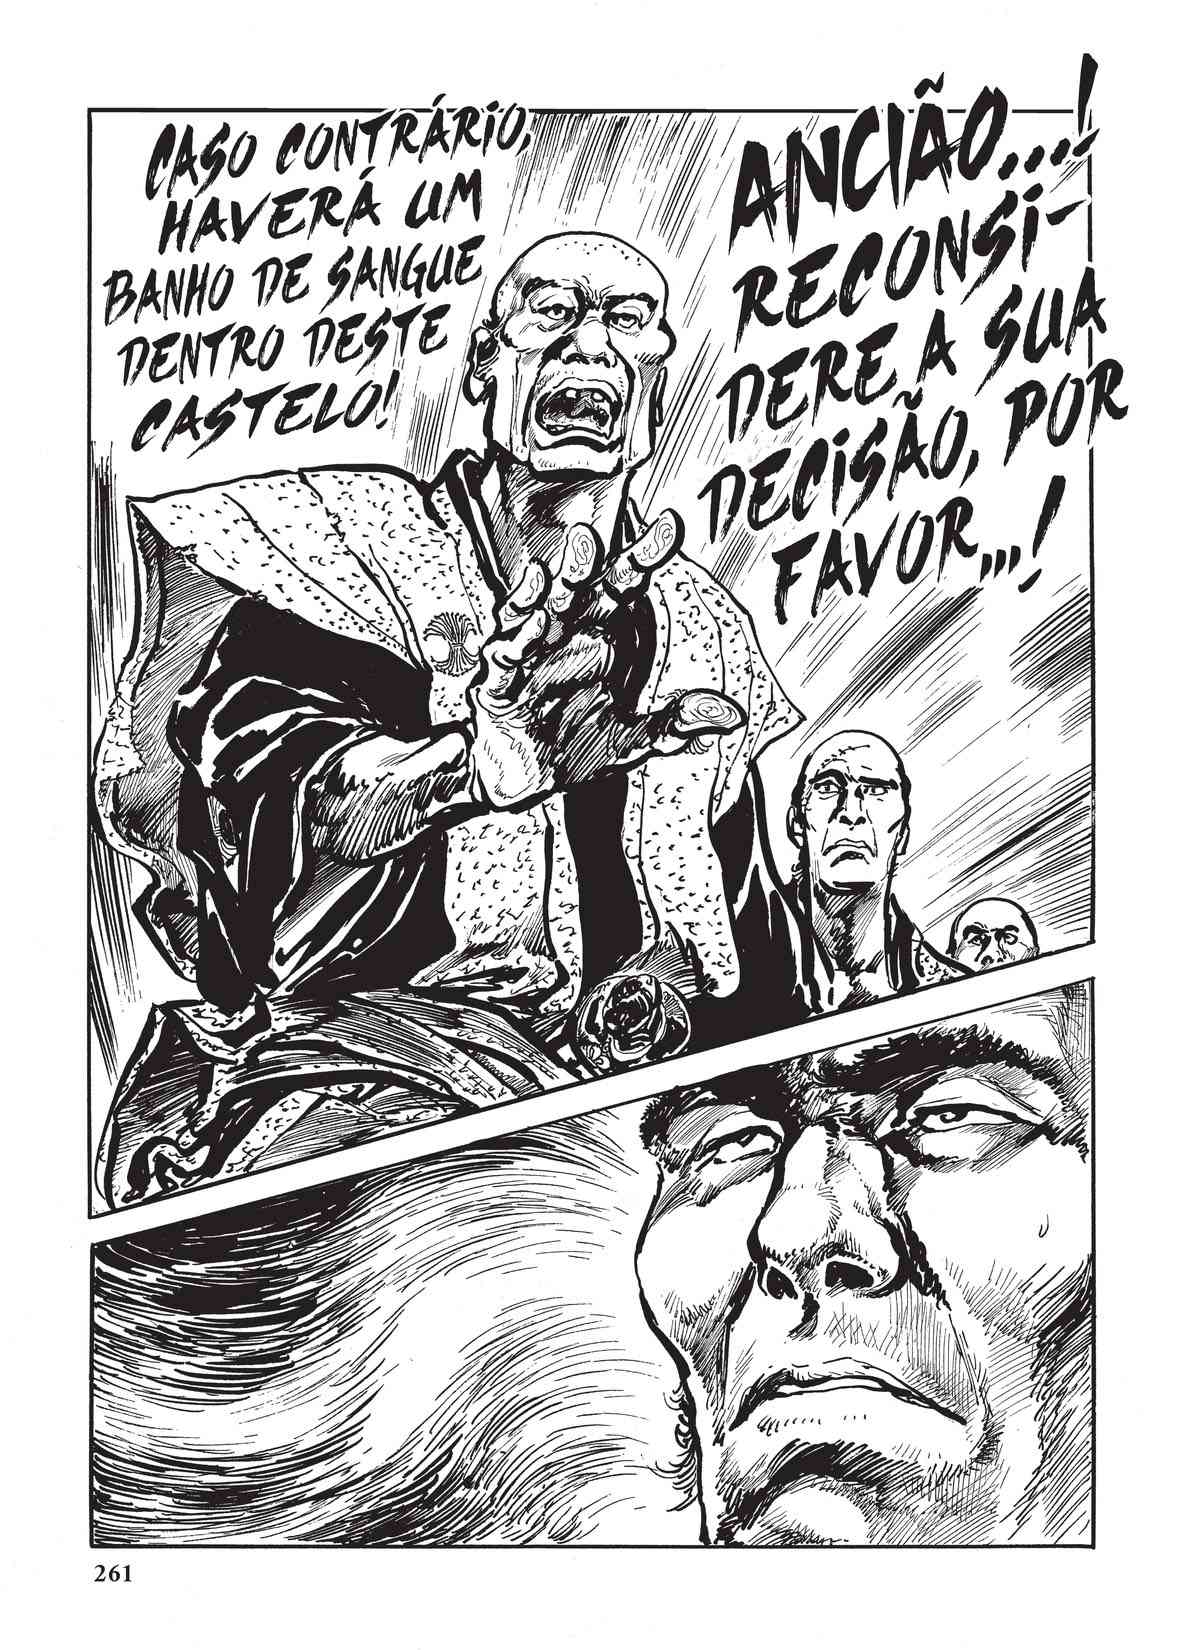 ANCIÃO...!
RECONSI-
DERE A SUA
DECISÃO, POR
FAVOR...!
CASO CONTRÁRIO,
HAVERÁ UM
BANHO DE SANGUE
DENTRO DESTE
CASTELO!
261